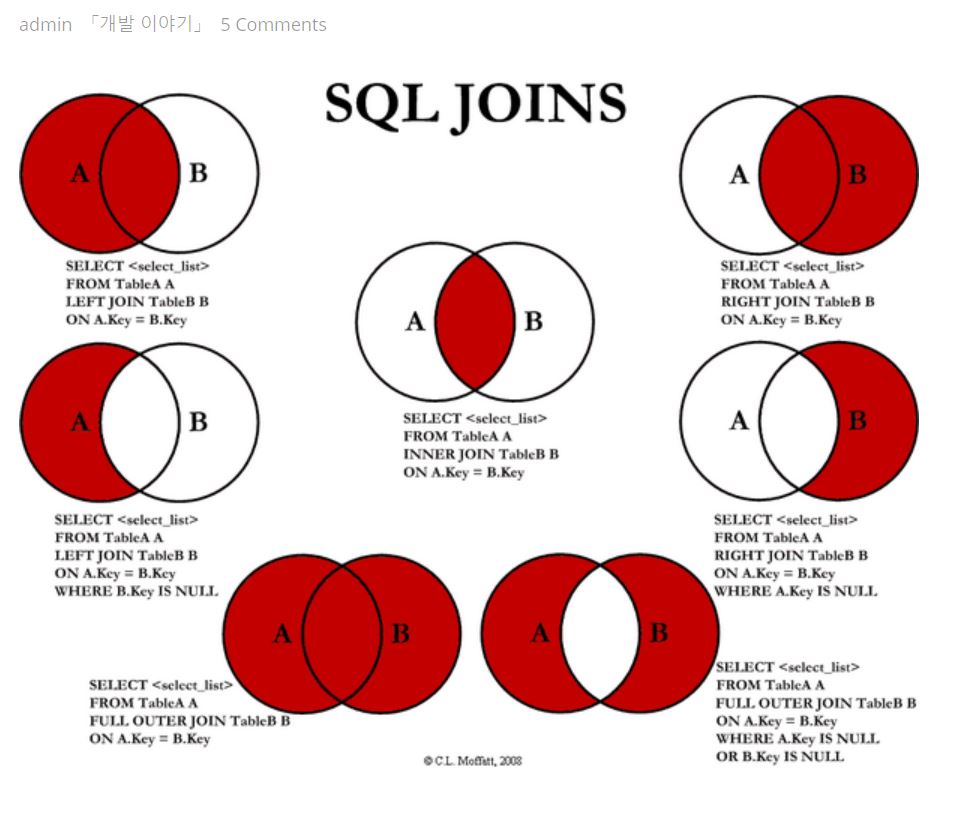 admin 「개발 이야기」 5 Comments
SQL JOINS
A B
SELECT <select_list>
FROM TableA A
LEFT JOIN TableB B
ON A.Key = B.Key
A B
SELECT <select_list>
FROM TableA A
RIGHT JOIN TableB B
ON A.Key = B.Key
A B
SELECT <select_list>
FROM TableA A
INNER JOIN TableB B
ON A.Key = B.Key
A B
SELECT <select_list>
FROM TableA A
LEFT JOIN TableB B
ON A.Key = B.Key
WHERE B.Key IS NULL
A B
SELECT <select_list>
FROM TableA A
RIGHT JOIN TableB B
ON A.Key = B.Key
WHERE A.Key IS NULL
A B
SELECT <select_list>
FROM TableA A
FULL OUTER JOIN TableB B
ON A.Key = B.Key
A B
SELECT <select_list>
FROM TableA A
FULL OUTER JOIN TableB B
ON A.Key = B.Key
WHERE A.Key IS NULL
OR B.Key IS NULL
© C.L. Moffatt, 2008